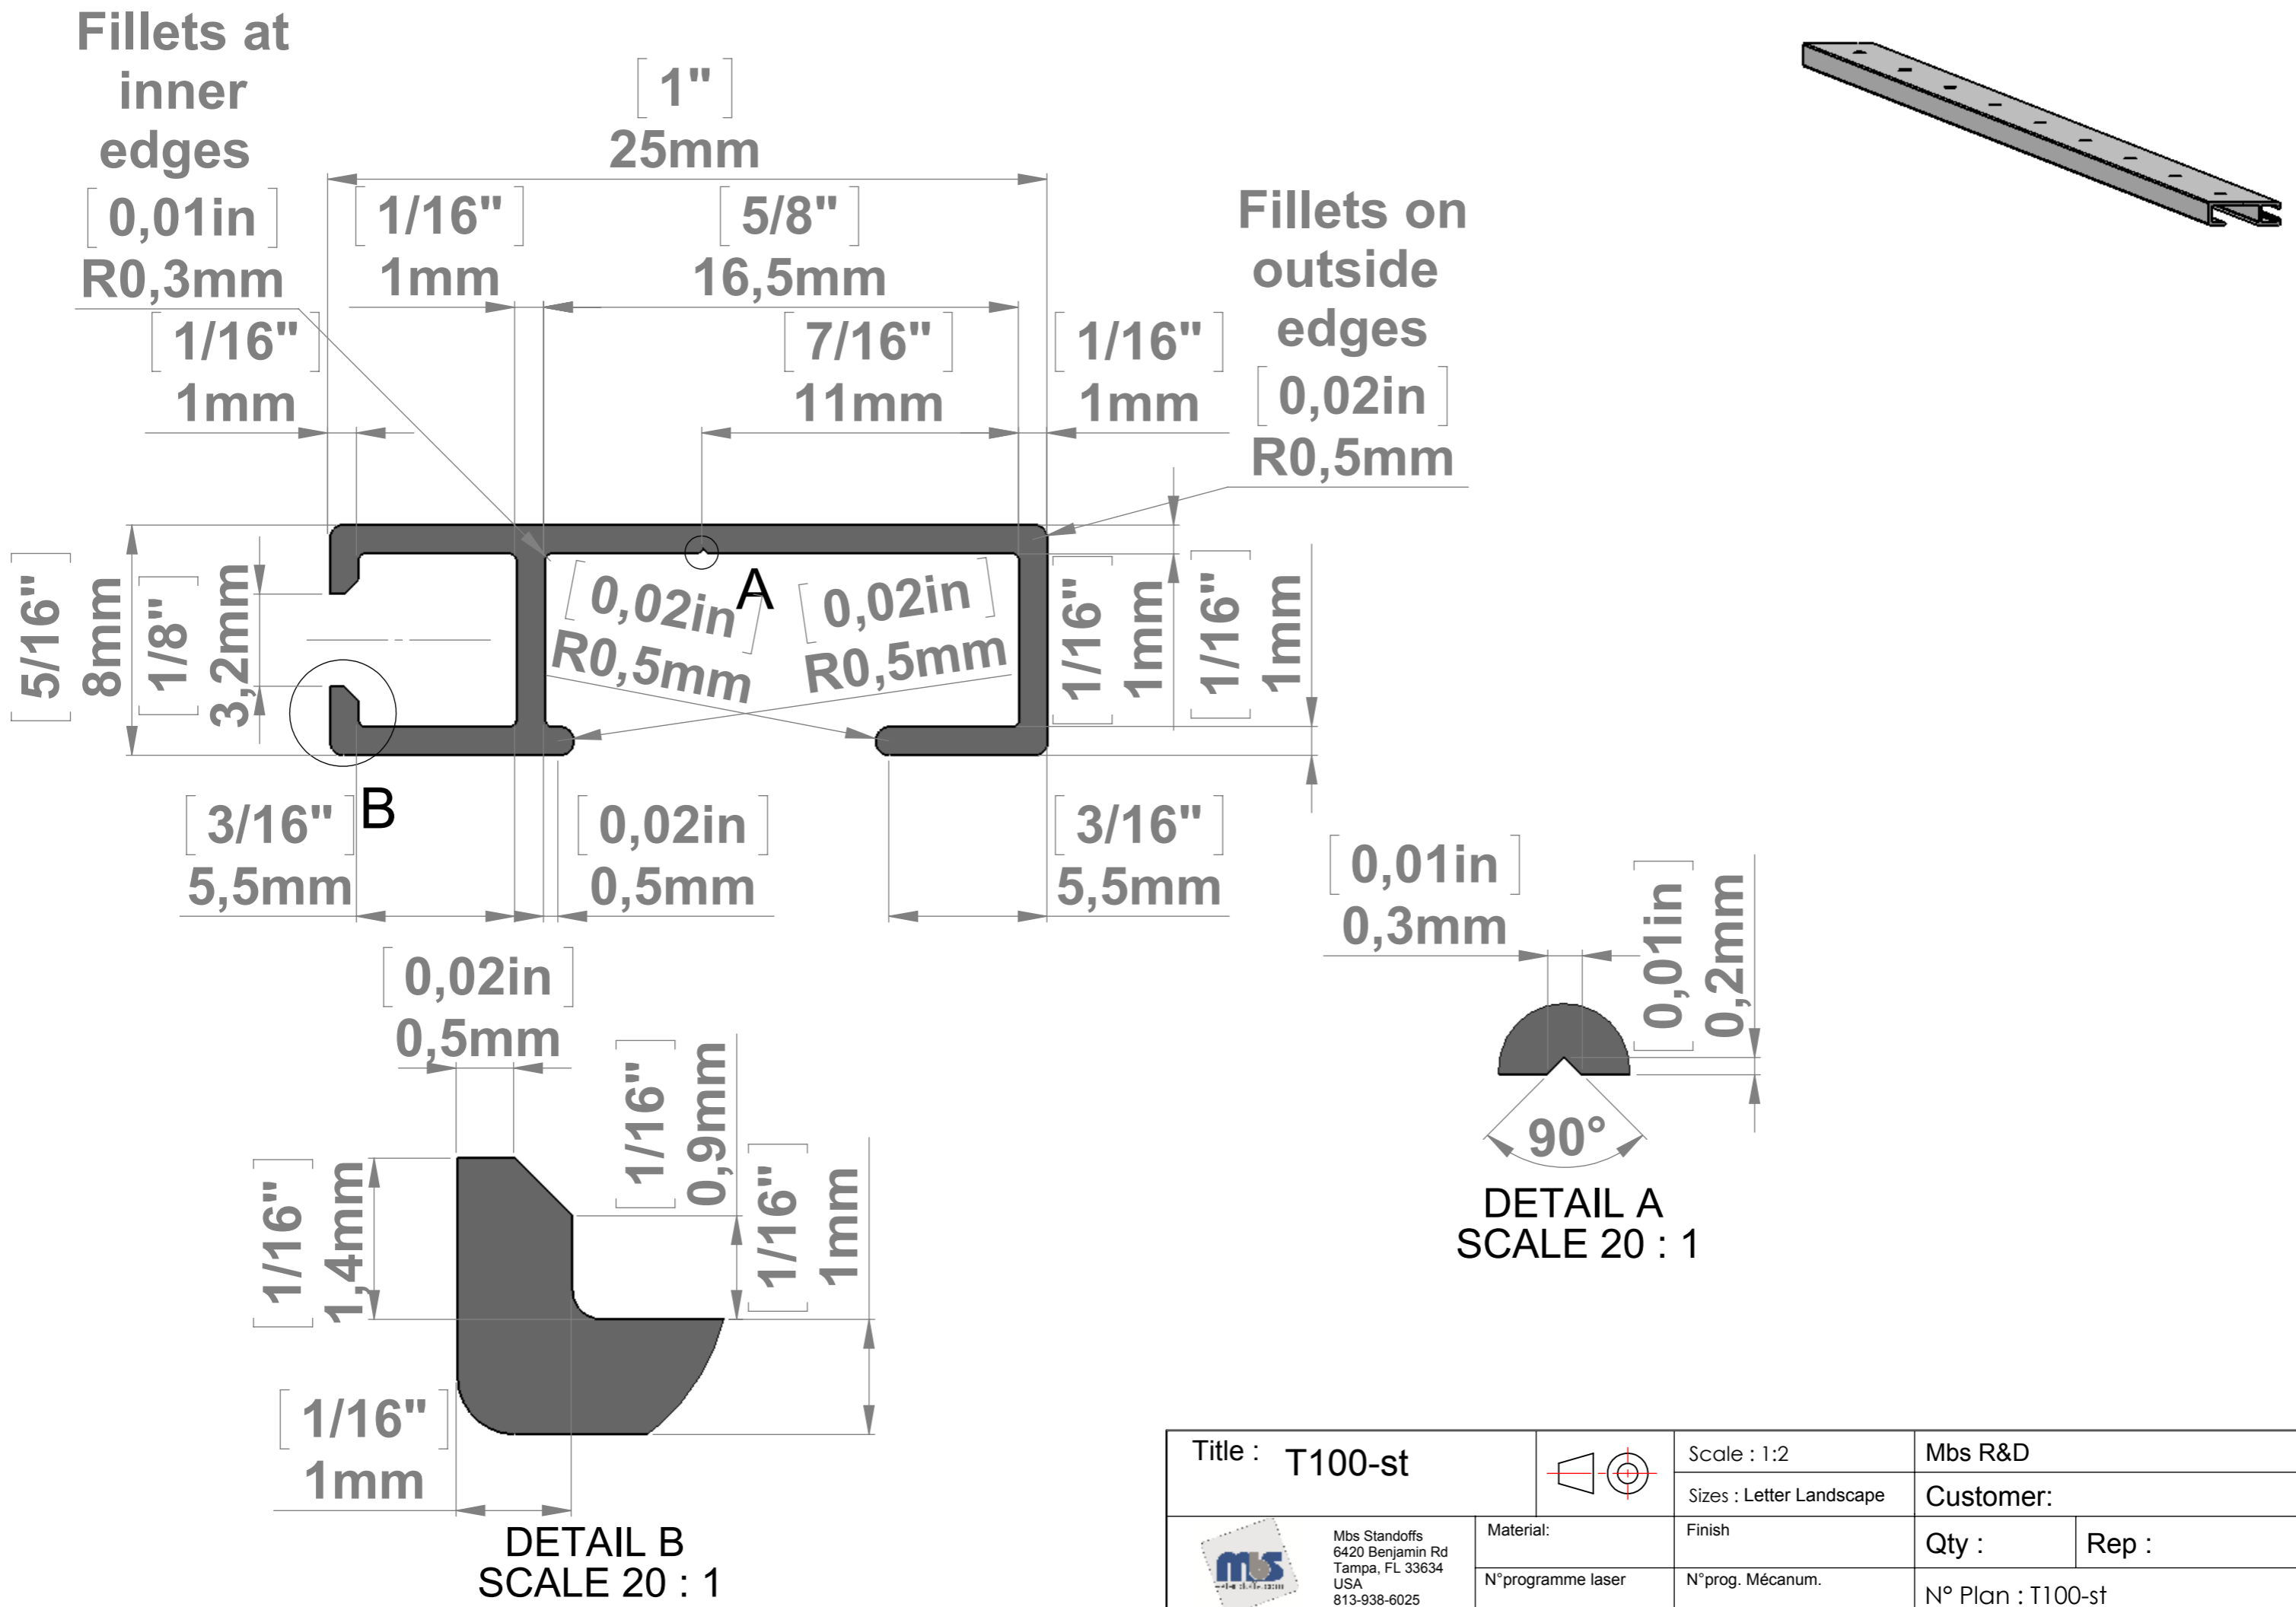 Fillets at
inner
edges
[0,01in]
R0,3mm
[1"]
25mm
[1/16"]
1mm
[5/8"]
16,5mm
Fillets on
outside
edges
[0,02in]
R0,5mm
[1/16"]
1mm
[7/16"]
11mm
[1/16"]
1mm
[5/16"]
8mm
[1/8"]
3,2mm
[0,02in]
R0,5mm
A
[0,02in]
R0,5mm
[1/16"]
1mm
[1/16"]
1mm
B
[3/16"]
5,5mm
[0,02in]
0,5mm
[3/16"]
5,5mm
[0,02in]
0,5mm
[1/16"]
0,9mm
[1/16"]
1,4mm
[1/16"]
1mm
[1/16"]
1mm
DETAIL B
SCALE 20 : 1
[0,01in]
0,3mm
[0,01in]
0,2mm
90°
DETAIL A
SCALE 20 : 1
Title : T100-st
Scale : 1:2
Mbs R&D
Sizes : Letter Landscape
Customer:
mbs
Mbs Standoffs
6420 Benjamin Rd
Tampa, FL 33634
USA
813-938-6025
Material:
Finish
Qty :
Rep :
N°programme laser
N°prog. Mécanum.
N° Plan : T100-st